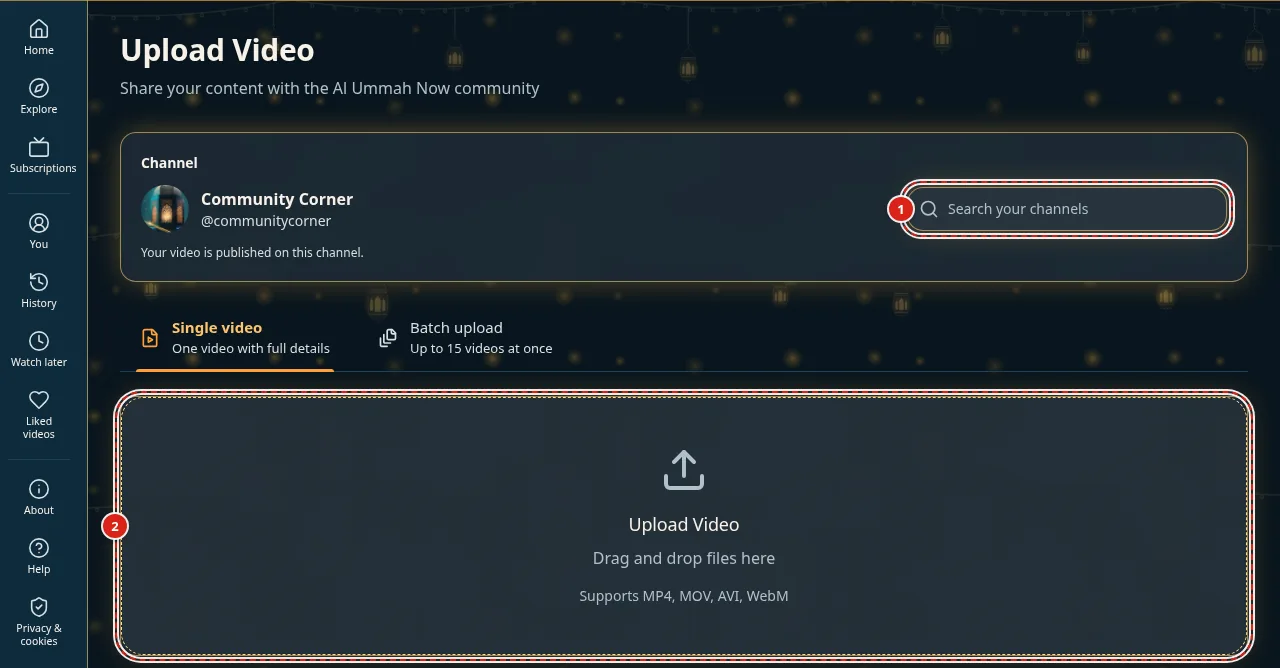 Home
Explore
Subscriptions
You
History
Watch later
Liked
videos
About
Help
Privacy &
cookies
Upload Video
Share your content with the Al Ummah Now community
Channel
Community Corner
@communitycorner
Your video is published on this channel.
1
Search your channels
Single video
One video with full details
Batch upload
Up to 15 videos at once
2
Upload Video
Drag and drop files here
Supports MP4, MOV, AVI, WebM